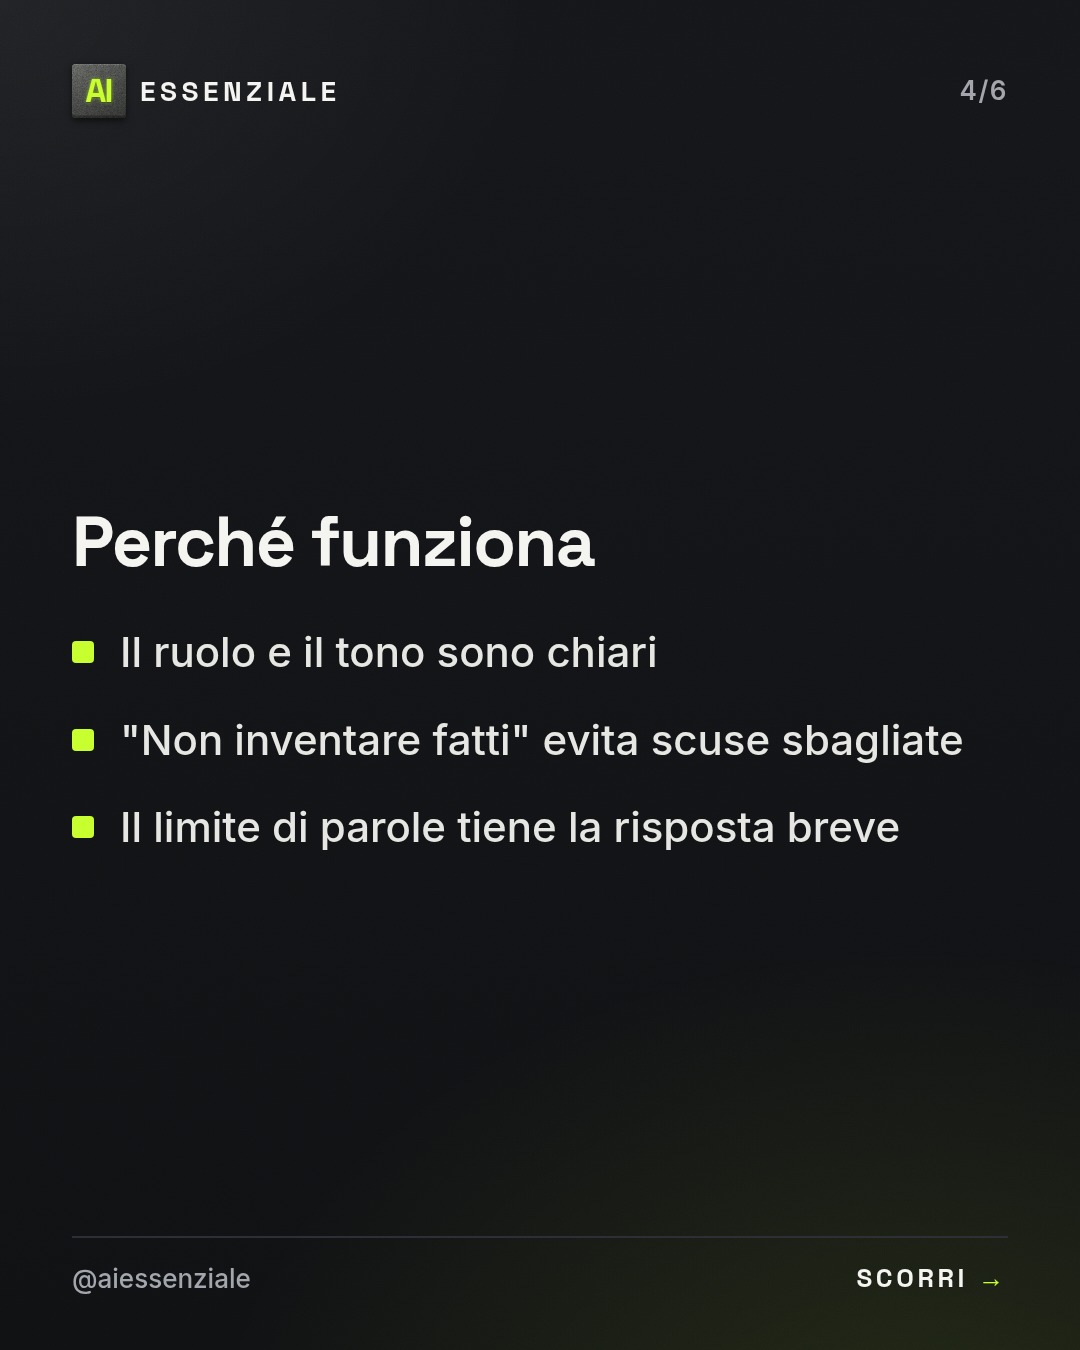 AI ESSENZIALE
4/6
Perché funziona
Il ruolo e il tono sono chiari
"Non inventare fatti" evita scuse sbagliate
Il limite di parole tiene la risposta breve
@aiessenziale
SCORRI →